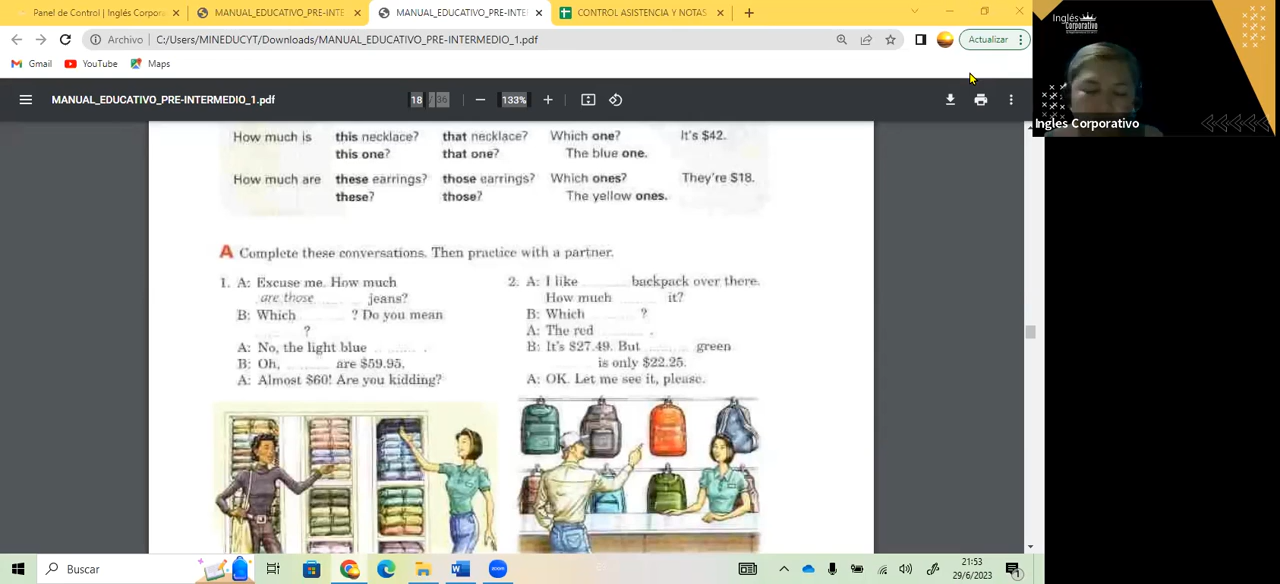 Panel de Control | Inglés Corpora
MANUAL_EDUCATIVO_PRE-INTE
MANUAL_EDUCATIVO_PRE-INTE
CONTROL ASISTENCIA Y NOTAS
Archivo
C:/Users/MINEDUCYT/Downloads/MANUAL_EDUCATIVO_PRE-INTERMEDIO_1.pdf
Actualizar
Gmail
YouTube
Maps
MANUAL_EDUCATIVO_PRE-INTERMEDIO_1.pdf
18 / 36
133%
Inglés
Corporativo
Ingles Corporativo
How much is this necklace? that necklace? Which one? It's $42.
this one? that one? The blue one.
How much are these earrings? those earrings? Which ones? They're $18.
these? those? The yellow ones.
A Complete these conversations. Then practice with a partner.
1. A: Excuse me. How much
are those jeans?
B: Which ? Do you mean
?
A: No, the light blue .
B: Oh, are $59.95.
A: Almost $60! Are you kidding?
2. A: I like backpack over there.
How much it?
B: Which ?
A: The red .
B: It's $27.49. But green
is only $22.25.
A: OK. Let me see it, please.
Buscar
21:53
29/6/2023